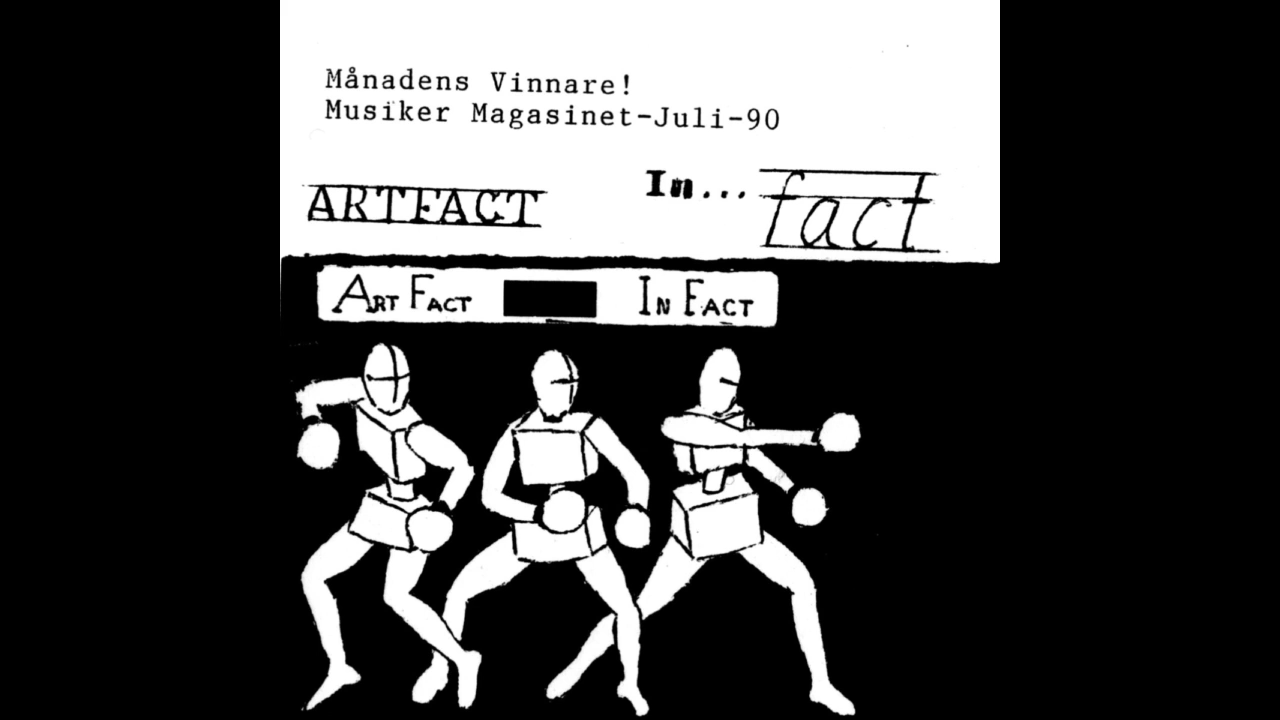 Månadens Vinnare!
Musiker Magasinet-Juli-90
ARTFACT In... fact
ART FACT IN FACT